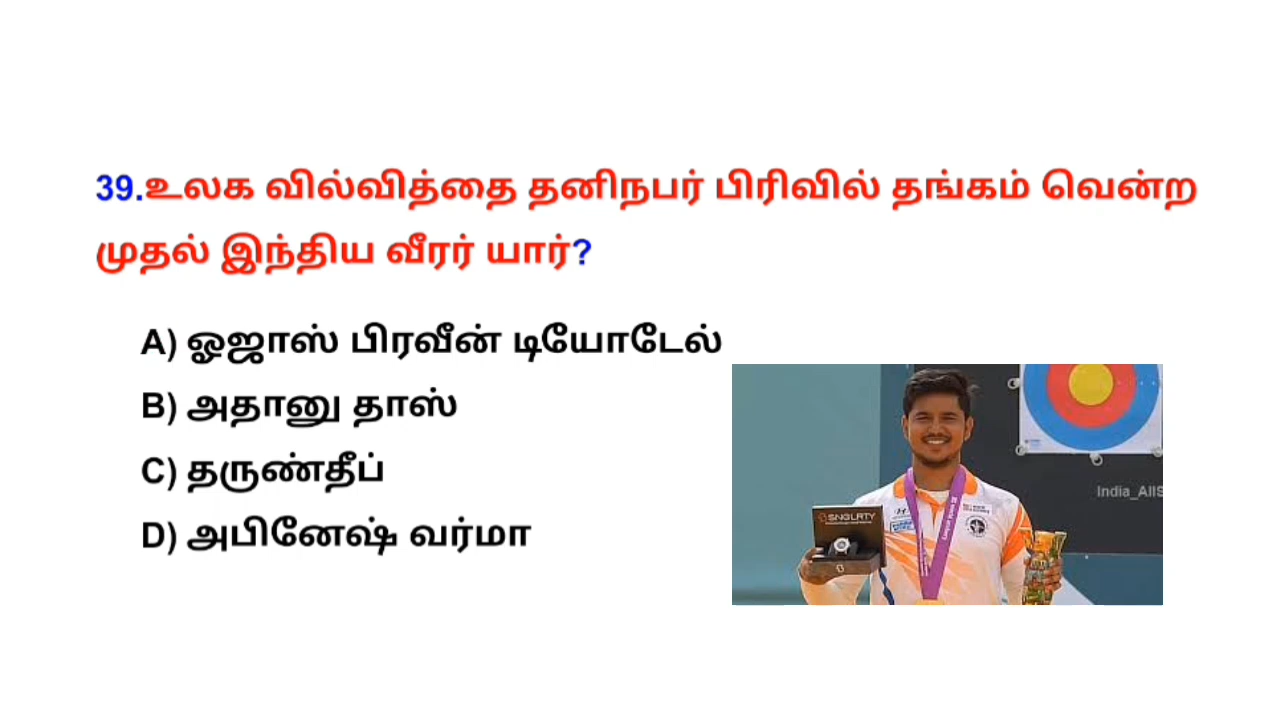 39.உலக வில்வித்தை தனிநபர் பிரிவில் தங்கம் வென்ற
முதல் இந்திய வீரர் யார்?
A) ஓஜாஸ் பிரவீன் டியோடேல்
B) அதானு தாஸ்
C) தருண்தீப்
D) அபினேஷ் வர்மா
India_AllS
SNGLRTY